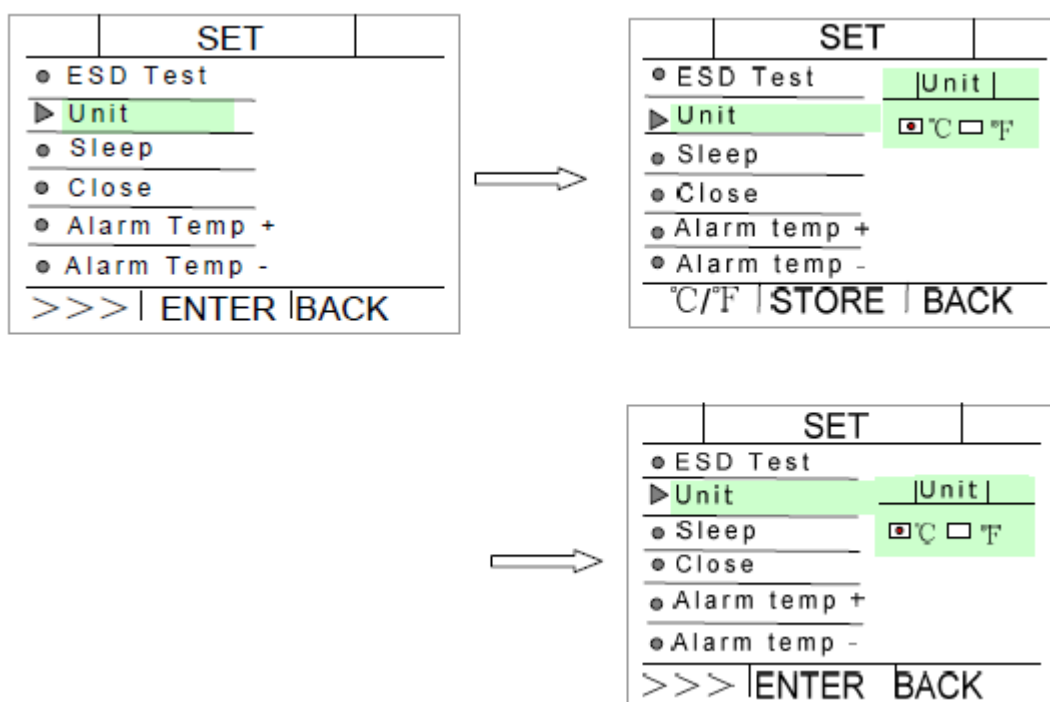 SET
ESD Test
Unit
Sleep
Close
Alarm Temp +
Alarm Temp -
>>> | ENTER | BACK
SET
ESD Test
|Unit |
Unit
℃ ℉
Sleep
Close
Alarm temp +
Alarm temp -
℃/℉ | STORE | BACK
SET
ESD Test
Unit
|Unit |
Sleep
℃ ℉
Close
Alarm temp +
Alarm temp -
>>> | ENTER BACK